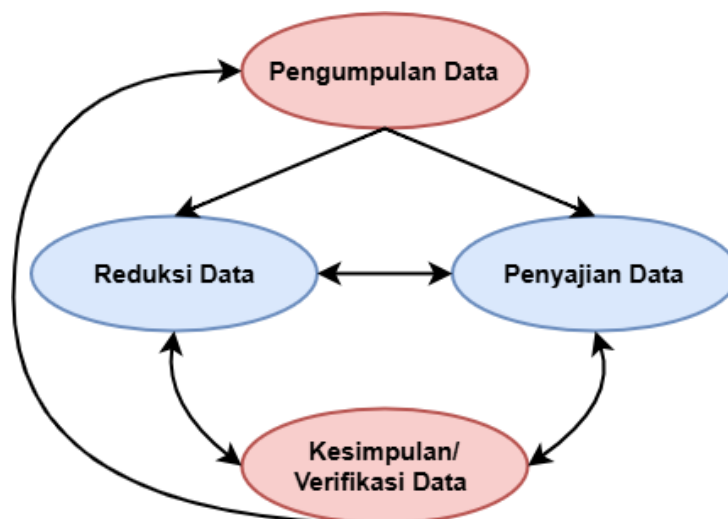 Pengumpulan Data
Reduksi Data
Penyajian Data
Kesimpulan/
Verifikasi Data